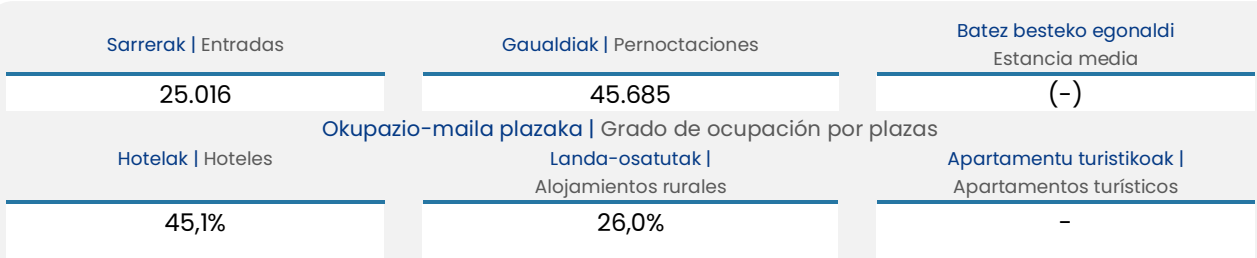 Sarrerak | Entradas
Gaualdiak | Pernoctaciones
Batez besteko egonaldi
Estancia media
25.016
45.685
(-)
Okupazio-maila plazaka | Grado de ocupación por plazas
Hotelak | Hoteles
Landa-osatutak |
Alojamientos rurales
Apartamentu turistikoak |
Apartamentos turísticos
45,1%
26,0%
-